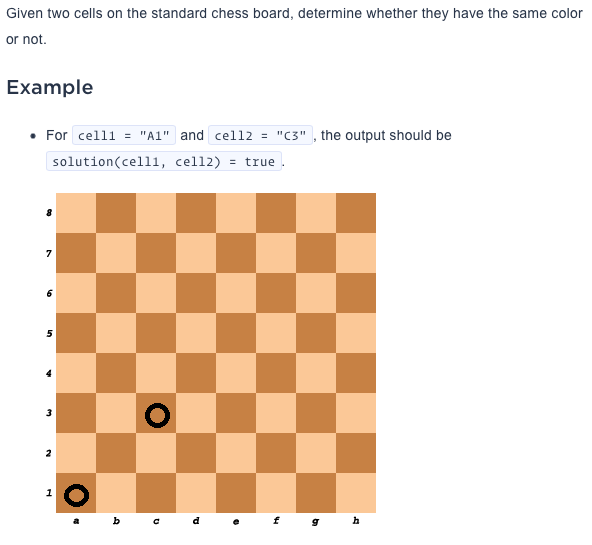 Given two cells on the standard chess board, determine whether they have the same color
or not.
Example
• For cell1 = "A1" and cell2 = "C3", the output should be
solution(cell1, cell2) = true.
8
7
6
5
4
3
2
1
a b c d e f g h